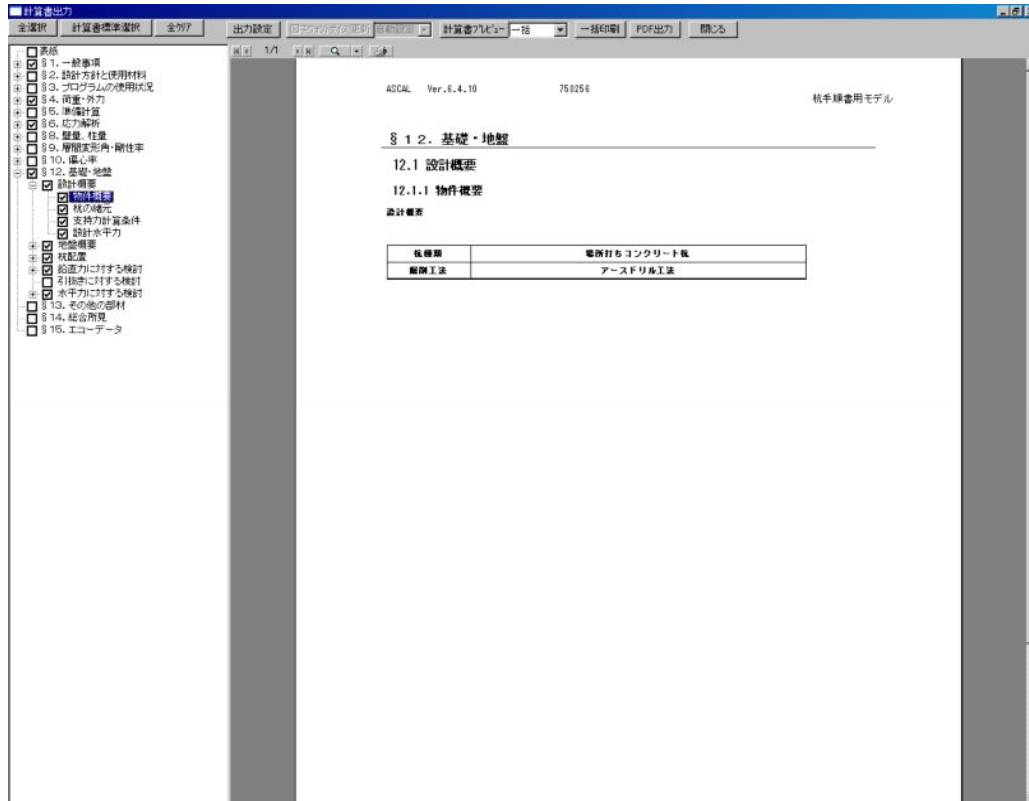 計算書出力
全選択 計算書標準選択 全クリア 出力設定 自動設定 計算書プレビュー 一括 一括印刷 PDF出力 閉じる
1/1
表紙
§1. 一般事項
§2. 設計方針と使用材料
§3. プログラムの使用状況
§4. 荷重・外力
§5. 準備計算
§6. 応力解析
§8. 壁量、柱量
§9. 層間変形角・剛性率
§10. 偏心率
§12. 基礎・地盤
設計概要
物件概要
杭の緒元
支持力計算条件
設計水平力
地盤概要
杭配置
鉛直力に対する検討
引抜きに対する検討
水平力に対する検討
§13. その他の部材
§14. 総合所見
§15. エコーデータ
ASCAL Ver.6.4.10 750256
杭手順書用モデル
§12. 基礎・地盤
12.1 設計概要
12.1.1 物件概要
設計概要
杭種類 場所打ちコンクリート杭
掘削工法 アースドリル工法